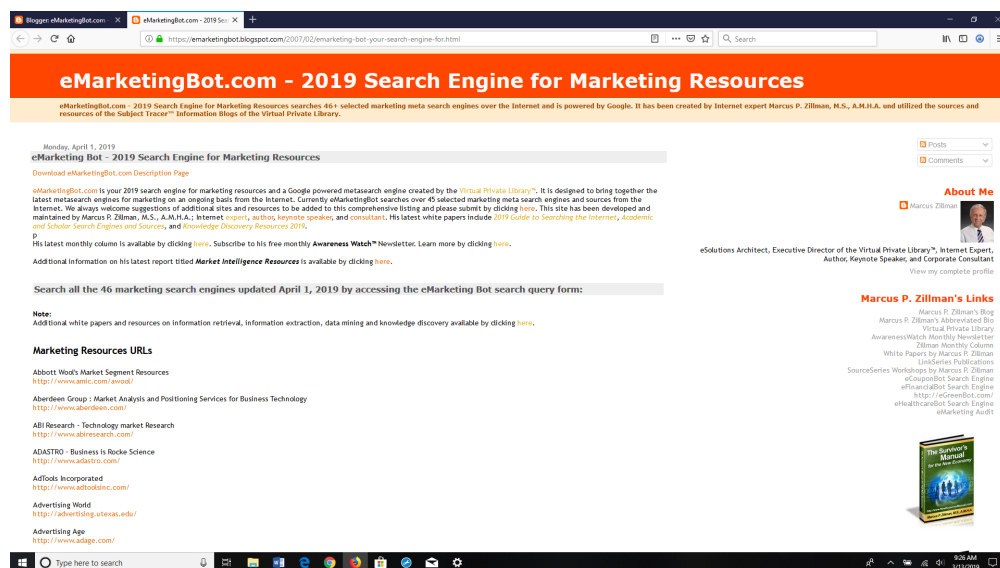 Blogger: eMarketingBot.com -
eMarketingBot.com - 2019 Sea
https://emarketingbot.blogspot.com/2007/02/emarketing-bot-your-search-engine-for.html
Search
eMarketingBot.com - 2019 Search Engine for Marketing Resources
eMarketingBot.com - 2019 Search Engine for Marketing Resources searches 46+ selected marketing meta search engines over the Internet and is powered by Google. It has been created by Internet expert Marcus P. Zillman, M.S., A.M.H.A. und utilized the sources and
resources of the Subject Tracer™ Information Blogs of the Virtual Private Library.
Monday, April 1, 2019
eMarketing Bot - 2019 Search Engine for Marketing Resources
Download eMarketingBot.com Description Page
eMarketingBot.com is your 2019 search engine for marketing resources and a Google powered metasearch engine created by the Virtual Private Library™. It is designed to bring together the
latest metasearch engines for marketing on an ongoing basis from the Internet. Currently eMarketingBot searches over 45 selected marketing meta search engines and sources from the
Internet. We always welcome suggestions of additional sites and resources to be added to this comprehensive listing and please submit by clicking here. This site has been developed and
maintained by Marcus P. Zillman, M.S., A.M.H.A.; Internet expert, author, keynote speaker, and consultant. His latest white papers include 2019 Guide to Searching the Internet, Academic
and Scholar Search Engines and Sources, and Knowledge Discovery Resources 2019.
p
His latest monthly column is available by clicking here. Subscribe to his free monthly Awareness Watch™ Newsletter. Learn more by clicking here.
Additional information on his latest report titled Market Intelligence Resources is available by clicking here.
Search all the 46 marketing search engines updated April 1, 2019 by accessing the eMarketing Bot search query form:
Note:
Additional white papers and resources on information retrieval, information extraction, data mining and knowledge discovery available by clicking here.
Marketing Resources URLs
Abbott Wool's Market Segment Resources
http://www.amic.com/awool/
Aberdeen Group : Market Analysis and Positioning Services for Business Technology
http://www.aberdeen.com/
ABI Research - Technology market Research
http://www.abiresearch.com/
ADASTRO - Business is Rocke Science
http://www.adastro.com/
AdTools Incorporated
http://www.adtoolsinc.com/
Advertising World
http://advertising.utexas.edu/
Advertising Age
http://www.adage.com/
Posts
Comments
About Me
Marcus Zillman
eSolutions Architect, Executive Director of the Virtual Private Library™, Internet Expert,
Author, Keynote Speaker, and Corporate Consultant
View my complete profile
Marcus P. Zillman's Links
Marcus P. Zillman's Blog
Marcus P. Zillman's Abbreviated Bio
Virtual Private Library
AwarenessWatch Monthly Newsletter
Zillman Monthly Column
White Papers by Marcus P. Zillman
LinkSeries Publications
SourceSeries Workshops by Marcus P. Zillman
eCouponBot Search Engine
eFinancialBot Search Engine
http://eGreenBot.com/
eHealthcareBot Search Engine
eMarketing Audit
The Survivor's
Manual
for the New Economy
Type here to search
9:26 AM
3/13/2019